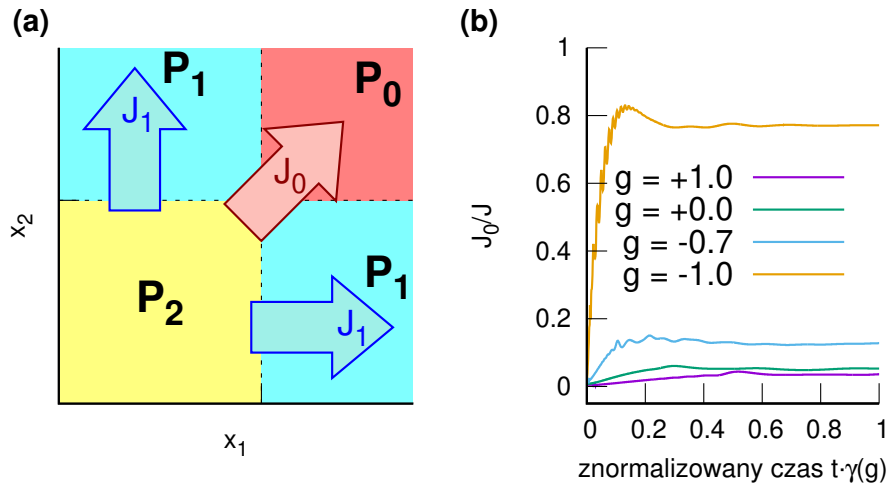 (a)
P₁
P₀
J₁
J₀
x₂
P₂
P₁
J₁
x₁
(b)
1
0.8
0.6
0.4
0.2
0
J₀/J
g = +1.0
g = +0.0
g = -0.7
g = -1.0
0 0.2 0.4 0.6 0.8 1
znormalizowany czas t·γ(g)